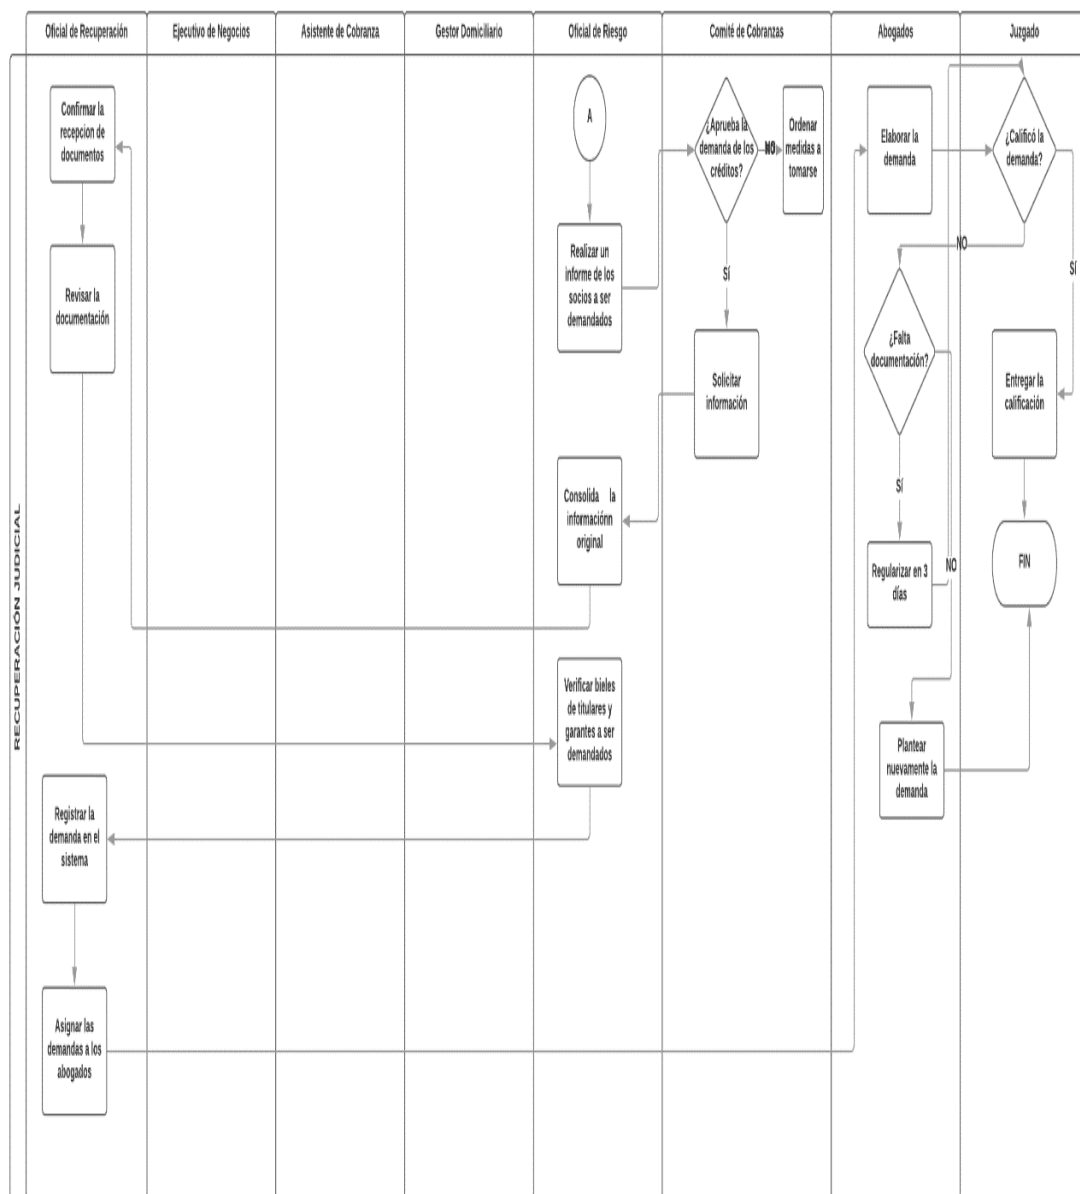 Oficial de Recuperación
Ejecutivo de Negocios
Asistente de Cobranza
Gestor Domiciliario
Oficial de Riesgo
Comité de Cobranzas
Abogados
Juzgado
RECUPERACIÓN JUDICIAL
Confirmar la
recepcion de
documentos
Revisar la
documentación
Registrar la
demanda en el
sistema
Asignar las
demandas a los
abogados
A
Realizar un
informe de los
socios a ser
demandados
Consolida la
informaciónn
original
Verificar bieles
de titulares y
garantes a ser
demandados
¿Aprueba la
demanda de los
créditos?
NO
Ordenar
medidas a
tomarse
Sí
Solicitar
información
Elaborar la
demanda
¿Calificó la
demanda?
NO
Sí
¿Falta
documentación?
Sí
NO
Regularizar en 3
días
Plantear
nuevamente la
demanda
Entregar la
calificación
FIN